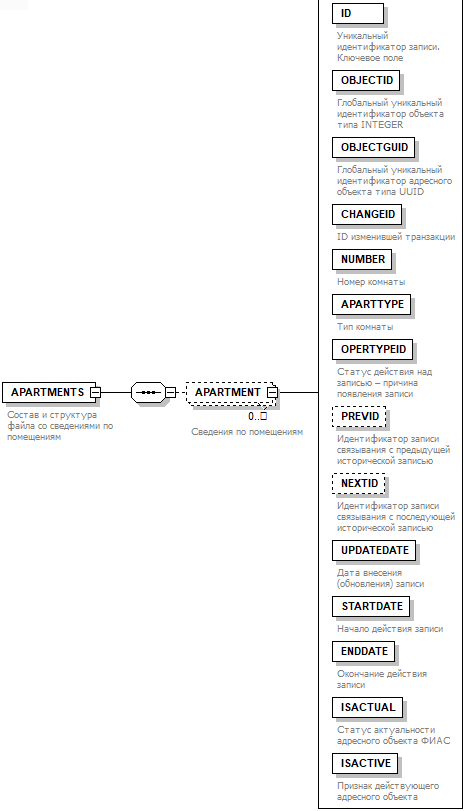 APARTMENTS
Состав и структура
файла со сведениями по
помещениям
APARTMENT
0..□
Сведения по помещениям
ID
Уникальный
идентификатор записи.
Ключевое поле
OBJECTID
Глобальный уникальный
идентификатор объекта
типа INTEGER
OBJECTGUID
Глобальный уникальный
идентификатор адресного
объекта типа UUID
CHANGEID
ID изменившей транзакции
NUMBER
Номер комнаты
APARTTYPE
Тип комнаты
OPERTYPEID
Статус действия над
записью – причина
появления записи
PREVID
Идентификатор записи
связывания с предыдущей
исторической записью
NEXTID
Идентификатор записи
связывания с последующей
исторической записью
UPDATEDATE
Дата внесения
(обновления) записи
STARTDATE
Начало действия записи
ENDDATE
Окончание действия
записи
ISACTUAL
Статус актуальности
адресного объекта ФИАС
ISACTIVE
Признак действующего
адресного объекта